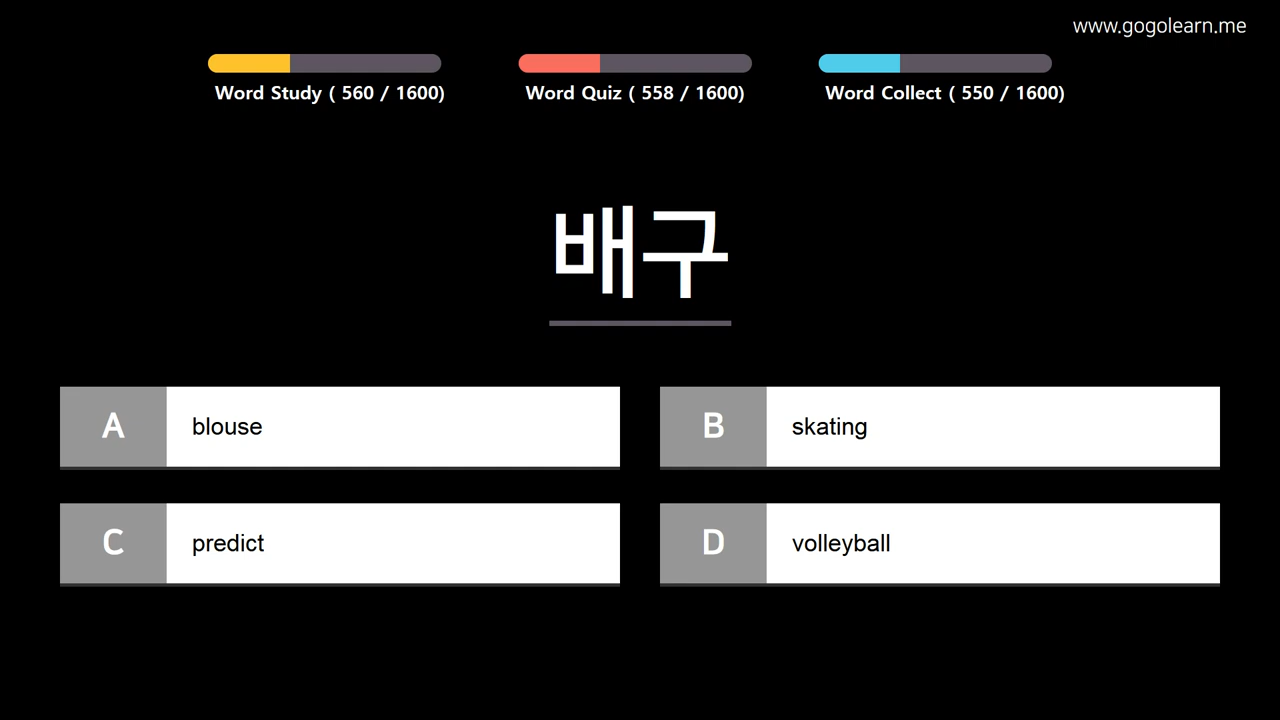 www.gogolearn.me
Word Study ( 560 / 1600)
Word Quiz ( 558 / 1600)
Word Collect ( 550 / 1600)
배구
A blouse
B skating
C predict
D volleyball